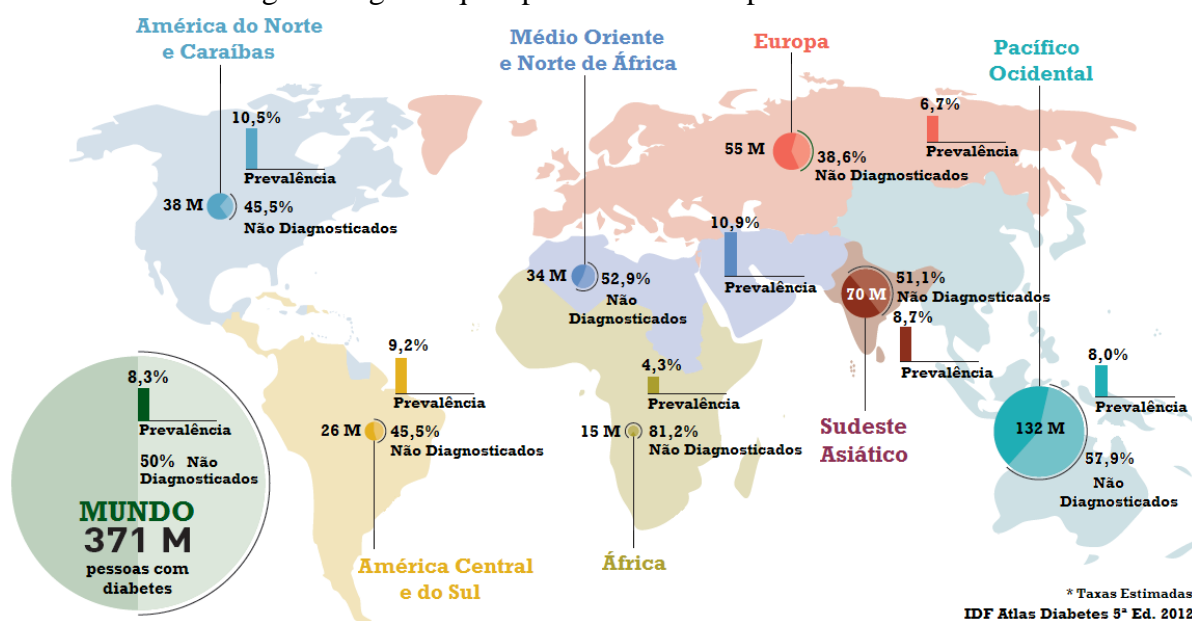 América do Norte
e Caraíbas
10,5%
Prevalência
38 M
45,5%
Não Diagnosticados
Médio Oriente
e Norte de África
34 M
52,9%
Não
Diagnosticados
10,9%
Prevalência
Europa
55 M
38,6%
Não Diagnosticados
6,7%
Prevalência
Pacífico
Ocidental
8,0%
Prevalência
132 M
57,9%
Não
Diagnosticados
70 M
51,1%
Não Diagnosticados
8,7%
Prevalência
Sudeste
Asiático
9,2%
Prevalência
26 M
45,5%
Não Diagnosticados
América Central
e do Sul
4,3%
Prevalência
15 M
81,2%
Não Diagnosticados
África
8,3%
Prevalência
50% Não
Diagnosticados
MUNDO
371 M
pessoas com
diabetes
* Taxas Estimadas
IDF Atlas Diabetes 5ª Ed. 2012